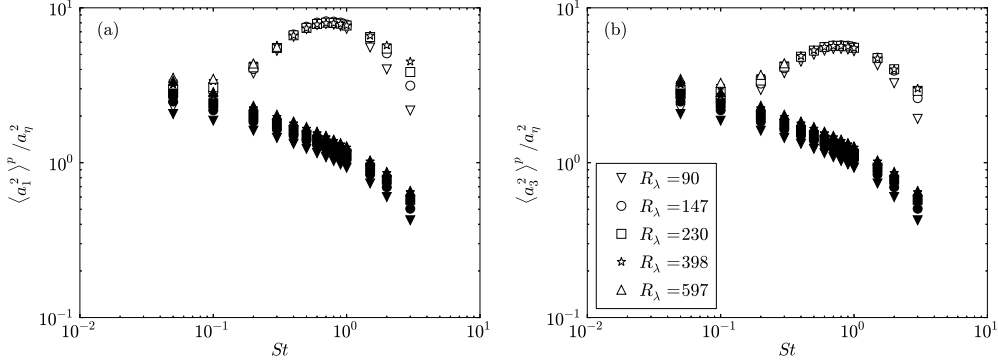 (a)
10^1
10^0
10^{-1}
⟨a_1^2⟩^p / a_η^2
10^{-2} 10^{-1} 10^0 10^1
St
(b)
10^1
10^0
10^{-1}
⟨a_3^2⟩^p / a_η^2
R_λ =90
R_λ =147
R_λ =230
R_λ =398
R_λ =597
10^{-2} 10^{-1} 10^0 10^1
St